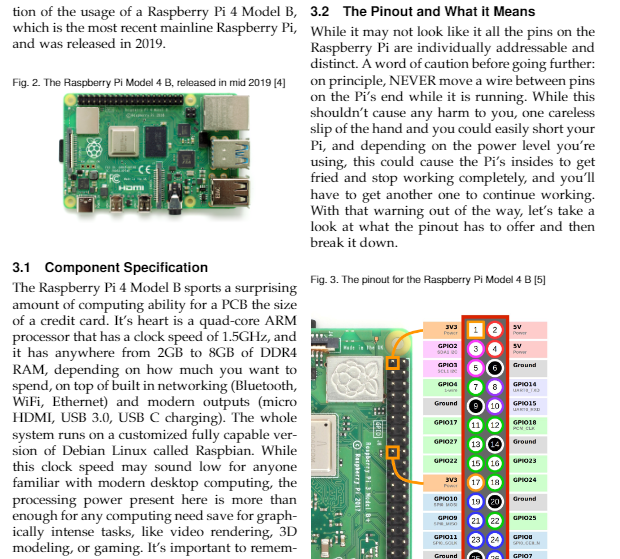 tion of the usage of a Raspberry Pi 4 Model B,
which is the most recent mainline Raspberry Pi,
and was released in 2019.
Fig. 2. The Raspberry Pi Model 4 B, released in mid 2019 [4]
HDMI
3.1 Component Specification
The Raspberry Pi 4 Model B sports a surprising
amount of computing ability for a PCB the size
of a credit card. It's heart is a quad-core ARM
processor that has a clock speed of 1.5GHz, and
it has anywhere from 2GB to 8GB of DDR4
RAM, depending on how much you want to
spend, on top of built in networking (Bluetooth,
WiFi, Ethernet) and modern outputs (micro
HDMI, USB 3.0, USB C charging). The whole
system runs on a customized fully capable ver-
sion of Debian Linux called Raspbian. While
this clock speed may sound low for anyone
familiar with modern desktop computing, the
processing power present here is more than
enough for any computing need save for graph-
ically intense tasks, like video rendering, 3D
modeling, or gaming. It's important to remem-
3.2 The Pinout and What it Means
While it may not look like it all the pins on the
Raspberry Pi are individually addressable and
distinct. A word of caution before going further:
on principle, NEVER move a wire between pins
on the Pi's end while it is running. While this
shouldn't cause any harm to you, one careless
slip of the hand and you could easily short your
Pi, and depending on the power level you're
using, this could cause the Pi's insides to get
fried and stop working completely, and you'll
have to get another one to continue working.
With that warning out of the way, let's take a
look at what the pinout has to offer and then
break it down.
Fig. 3. The pinout for the Raspberry Pi Model 4 B [5]
Made in
GPIO
Raspberry Pi 3 Model B+
© Raspberry Pi 2017
3V3 1 2 5V
Power Power
GPIO2 3 4 5V
SDA1 I2C Power
GPIO3 5 6 Ground
SCL1 I2C
GPIO4 7 8 GPIO14
UART0_TXD
Ground 9 10 GPIO15
UART0_RXD
GPIO17 11 12 GPIO18
PCM_CLK
GPIO27 13 14 Ground
GPIO22 15 16 GPIO23
3V3 17 18 GPIO24
Power
GPIO10 19 20 Ground
SPI0_MOSI
GPIO9 21 22 GPIO25
SPI0_MISO
GPIO11 23 24 GPIO8
SPI0_SCLK SPI0_CE0_N
Ground 25 26 GPIO7